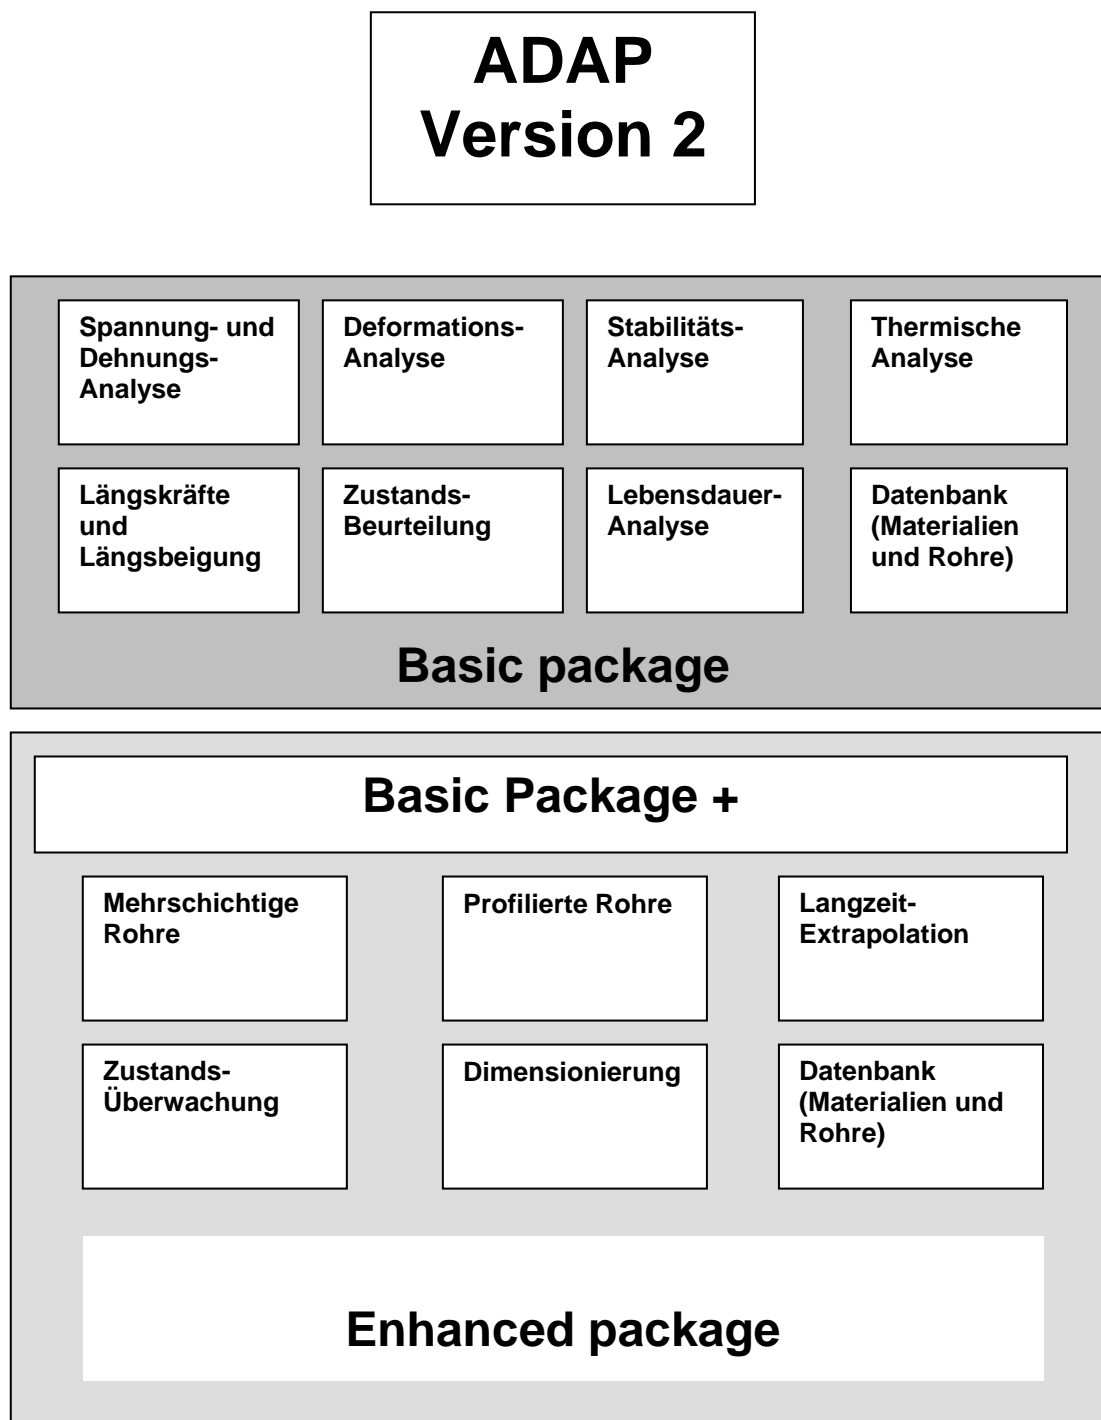 ADAP
Version 2
Spannung- und
Dehnungs-
Analyse
Deformations-
Analyse
Stabilitäts-
Analyse
Thermische
Analyse
Längskräfte
und
Längsbeigung
Zustands-
Beurteilung
Lebensdauer-
Analyse
Datenbank
(Materialien
und Rohre)
Basic package
Basic Package +
Mehrschichtige
Rohre
Profilierte Rohre
Langzeit-
Extrapolation
Zustands-
Überwachung
Dimensionierung
Datenbank
(Materialien und
Rohre)
Enhanced package